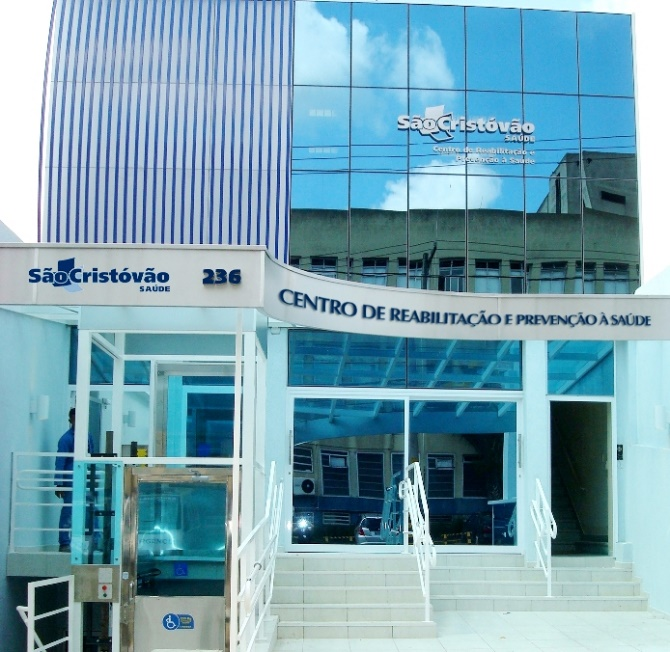 SãoCristóvão
SAÚDE
Centro de Reabilitação e
Prevenção à Saúde
SãoCristóvão
SAÚDE
236
CENTRO DE REABILITAÇÃO E PREVENÇÃO À SAÚDE